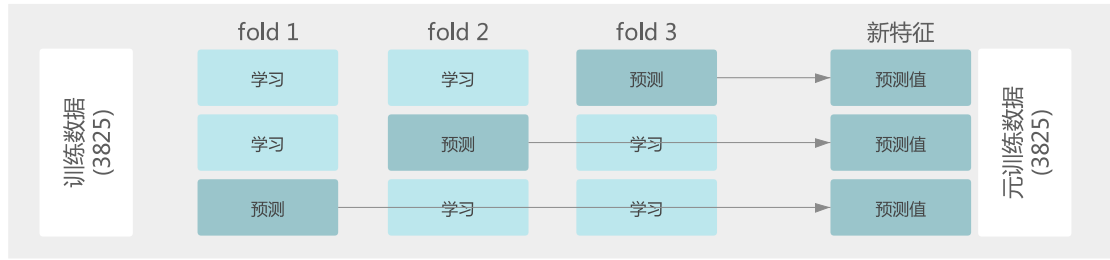 fold 1 fold 2 fold 3 新特征
训练数据
(3825)
学习 学习 预测 预测值
学习 预测 学习 预测值
预测 学习 学习 预测值
元训练数据
(3825)